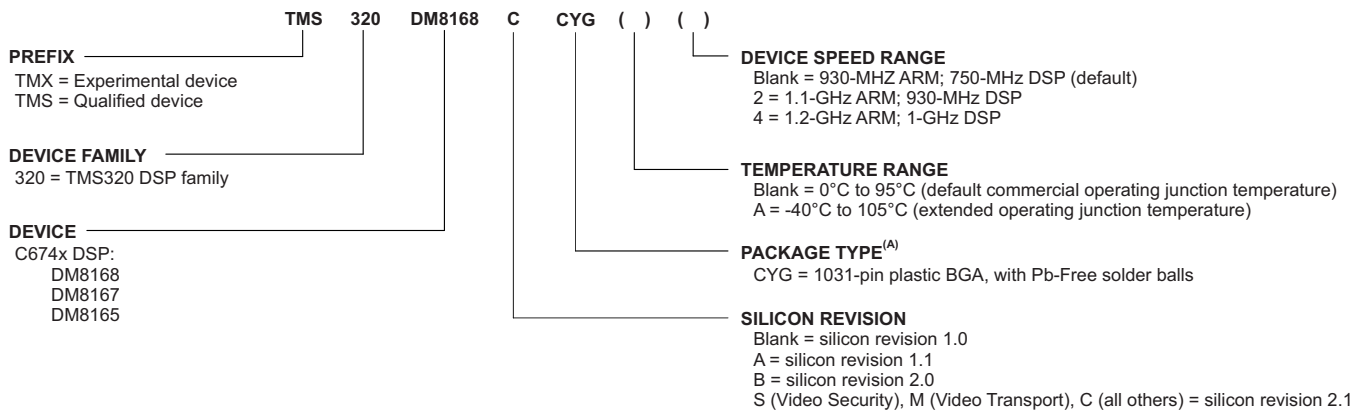 TMS 320 DM8168 C CYG ( ) ( )
PREFIX
TMX = Experimental device
TMS = Qualified device
DEVICE FAMILY
320 = TMS320 DSP family
DEVICE
C674x DSP:
DM8168
DM8167
DM8165
DEVICE SPEED RANGE
Blank = 930-MHZ ARM; 750-MHz DSP (default)
2 = 1.1-GHz ARM; 930-MHz DSP
4 = 1.2-GHz ARM; 1-GHz DSP
TEMPERATURE RANGE
Blank = 0°C to 95°C (default commercial operating junction temperature)
A = -40°C to 105°C (extended operating junction temperature)
PACKAGE TYPE(A)
CYG = 1031-pin plastic BGA, with Pb-Free solder balls
SILICON REVISION
Blank = silicon revision 1.0
A = silicon revision 1.1
B = silicon revision 2.0
S (Video Security), M (Video Transport), C (all others) = silicon revision 2.1